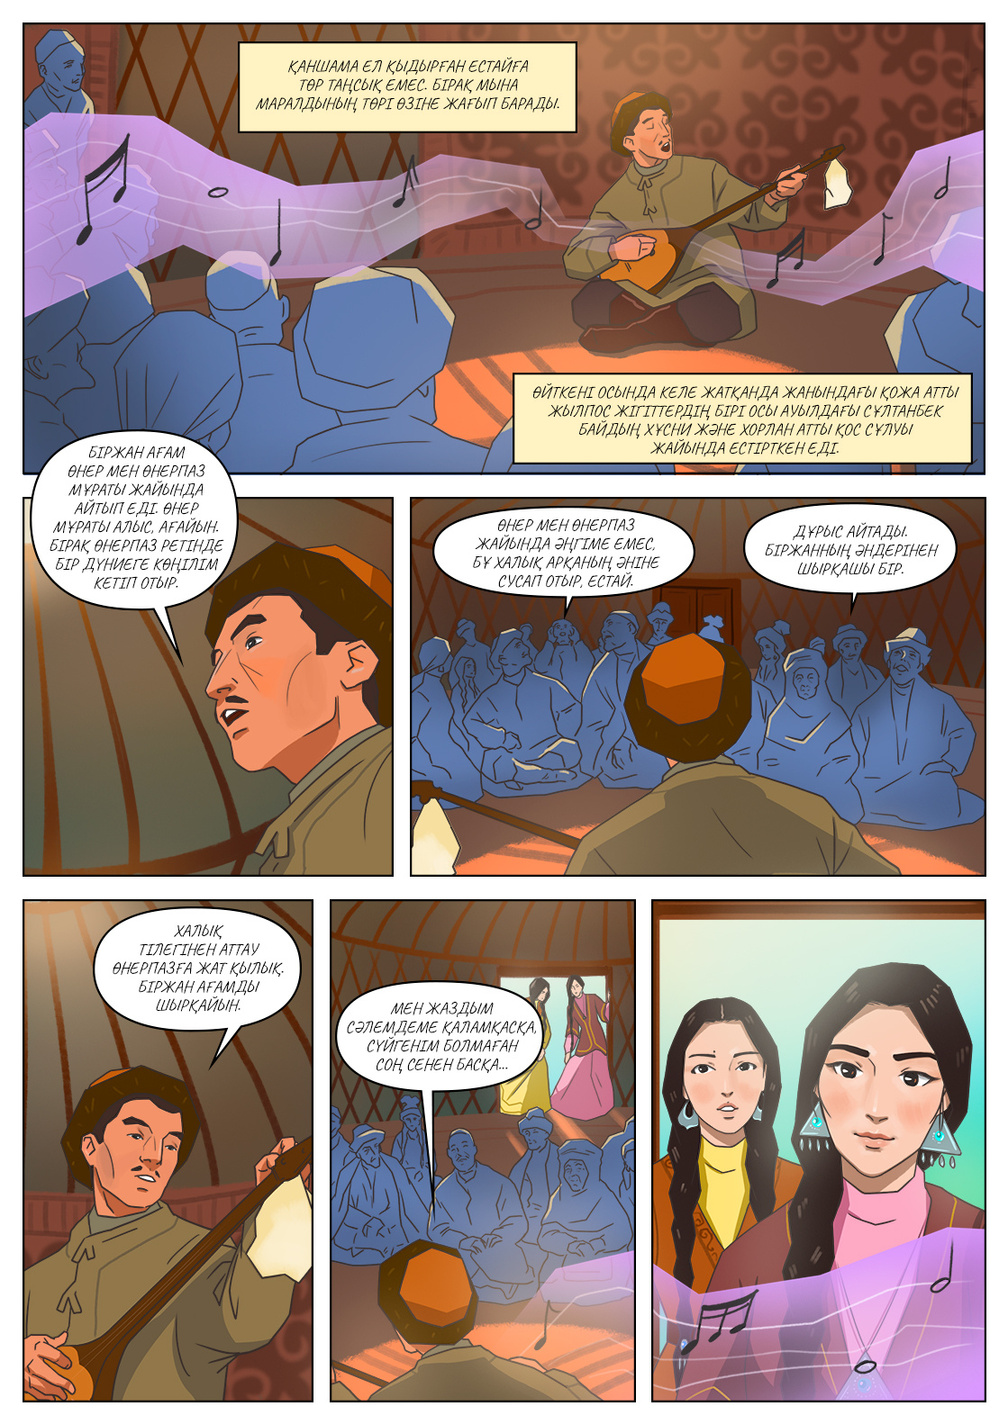 ҚАНШАМА ЕЛ ҚЫДЫРҒАН ЕСТАЙҒА
ТӨР ТАҢСЫҚ ЕМЕС. БІРАҚ МЫНА
МАРАЛДЫНЫҢ ТӨРІ ӨЗІНЕ ЖАҒЫП БАРАДЫ.
ӨЙТКЕНІ ОСЫНДА КЕЛЕ ЖАТҚАНДА ЖАНЫНДАҒЫ ҚОЖА АТТЫ
ЖЫЛПОС ЖІГІТТЕРДІҢ БІРІ ОСЫ АУЫЛДАҒЫ СҰЛТАНБЕК
БАЙДЫҢ ХҮСНИ ЖӘНЕ ХОРЛАН АТТЫ ҚОС СҰЛУЫ
ЖАЙЫНДА ЕСТІРТКЕН ЕДІ.
БІРЖАН АҒАМ
ӨНЕР МЕН ӨНЕРПАЗ
МҰРАТЫ ЖАЙЫНДА
АЙТЫП ЕДІ. ӨНЕР
МҰРАТЫ АЛЫС, АҒАЙЫН.
БІРАҚ ӨНЕРПАЗ РЕТІНДЕ
БІР ДҮНИЕГЕ КӨҢІЛІМ
КЕТІП ОТЫР.
ӨНЕР МЕН ӨНЕРПАЗ
ЖАЙЫНДА ӘҢГІМЕ ЕМЕС,
БҰ ХАЛЫҚ АРҚАНЫҢ ӘНІНЕ
СУСАП ОТЫР, ЕСТАЙ.
ДҰРЫС АЙТАДЫ.
БІРЖАННЫҢ ӘНДЕРІНЕН
ШЫРҚАШЫ БІР.
ХАЛЫҚ
ТІЛЕГІНЕН АТТАУ
ӨНЕРПАЗҒА ЖАТ ҚЫЛЫҚ.
БІРЖАН АҒАМДЫ
ШЫРҚАЙЫН.
МЕН ЖАЗДЫМ
СӘЛЕМДЕМЕ ҚАЛАМҚАСҚА,
СҮЙГЕНІМ БОЛМАҒАН
СОҢ СЕНЕН БАСҚА...